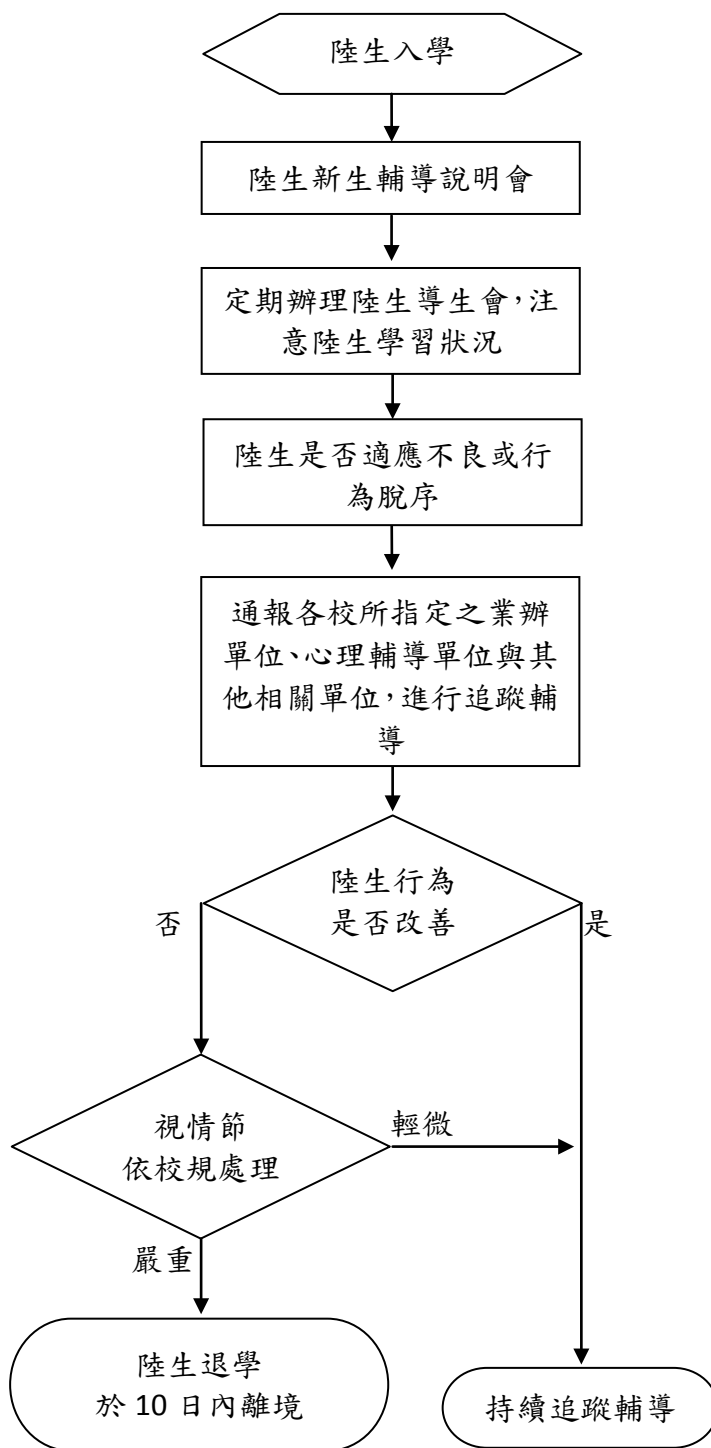 陸生入學
陸生新生輔導說明會
定期辦理陸生導生會，注
意陸生學習狀況
陸生是否適應不良或行
為脫序
通報各校所指定之業辦
單位、心理輔導單位與其
他相關單位，進行追蹤輔
導
陸生行為
是否改善
否
是
視情節
依校規處理
輕微
嚴重
陸生退學
於 10 日內離境
持續追蹤輔導